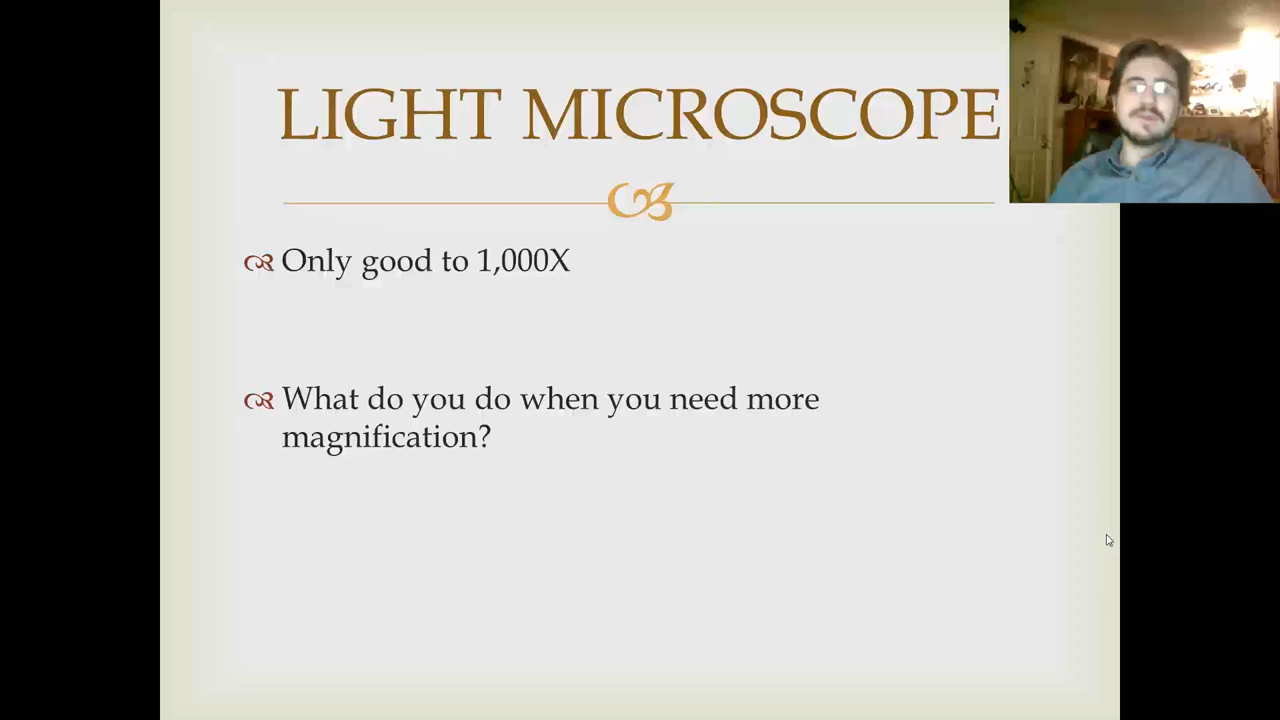 LIGHT MICROSCOPE
Only good to 1,000X
What do you do when you need more
magnification?